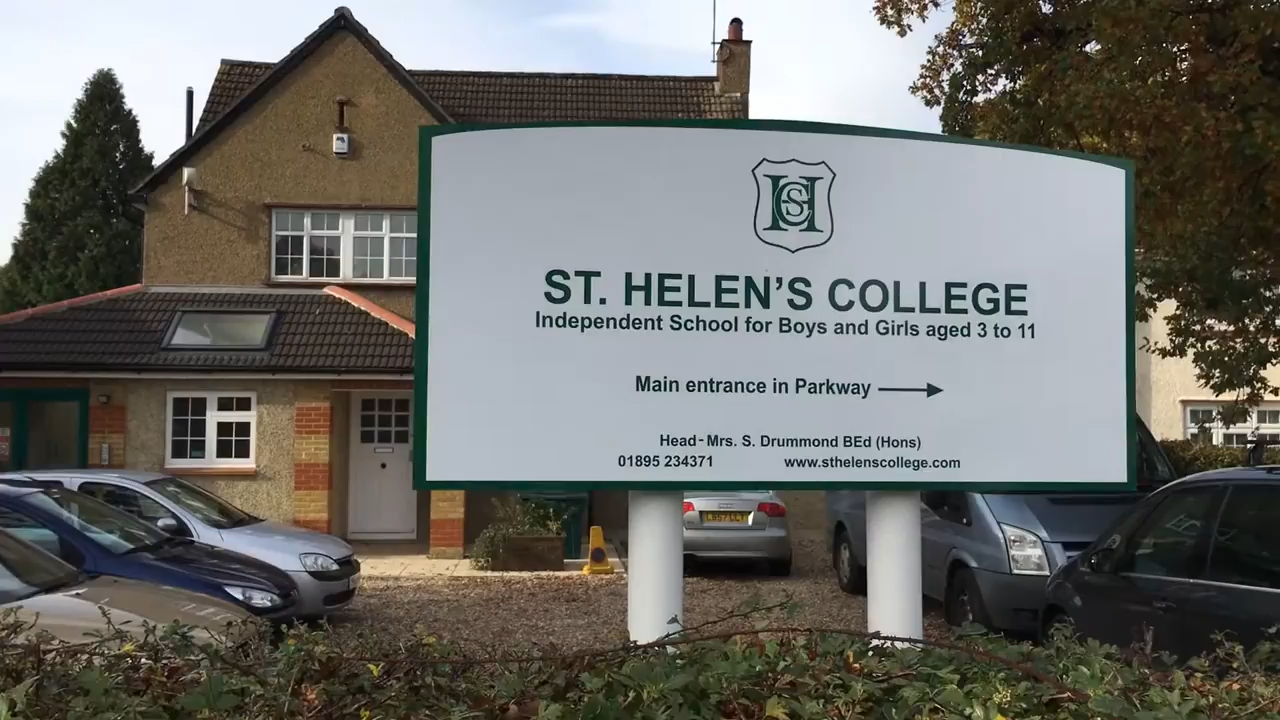 HCS
ST. HELEN'S COLLEGE
Independent School for Boys and Girls aged 3 to 11
Main entrance in Parkway
Head - Mrs. S. Drummond BEd (Hons)
01895 234371 www.sthelenscollege.com